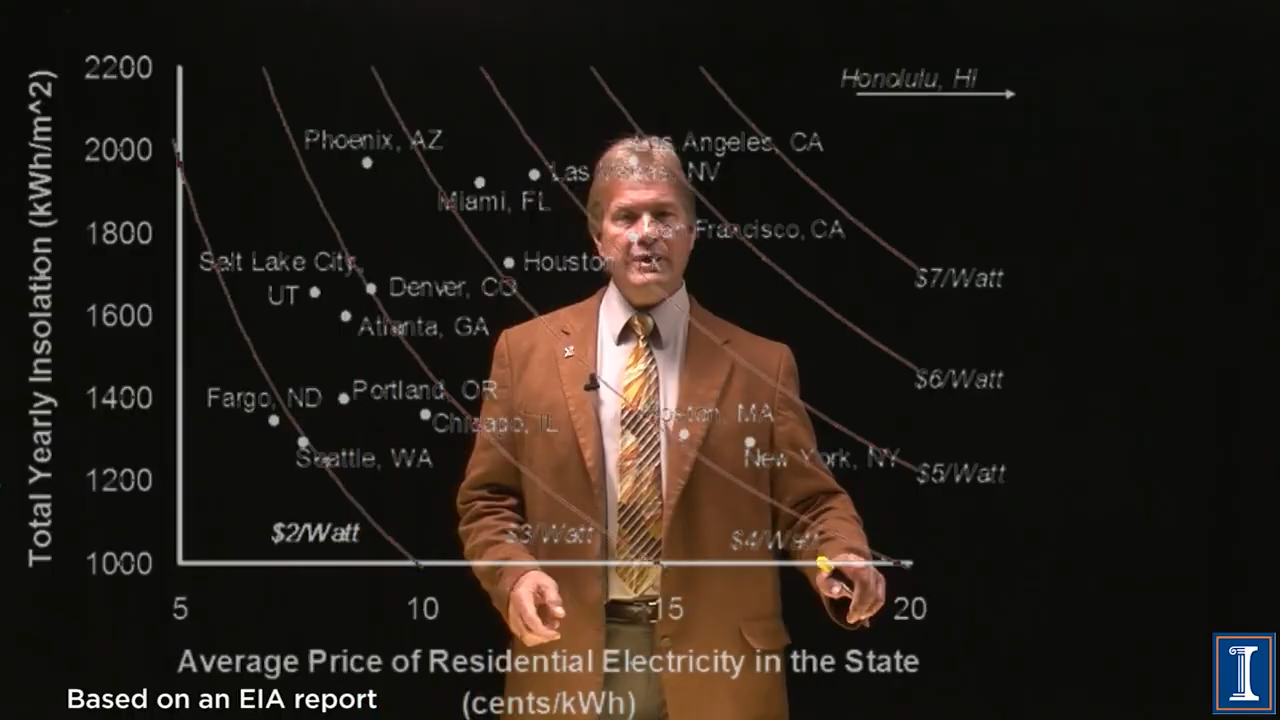 Total Yearly Insolation (kWh/m^2)
2200
2000
1800
1600
1400
1200
1000
Honolulu, HI
Phoenix, AZ
Los Angeles, CA
Las Vegas, NV
Miami, FL
San Francisco, CA
Salt Lake City,
UT
Houston, TX
Denver, CO
Atlanta, GA
Fargo, ND
Portland, OR
Chicago, IL
Boston, MA
Seattle, WA
New York, NY
$7/Watt
$6/Watt
$5/Watt
$2/Watt
$3/Watt
$4/Watt
5 10 15 20
Average Price of Residential Electricity in the State
(cents/kWh)
Based on an EIA report
I